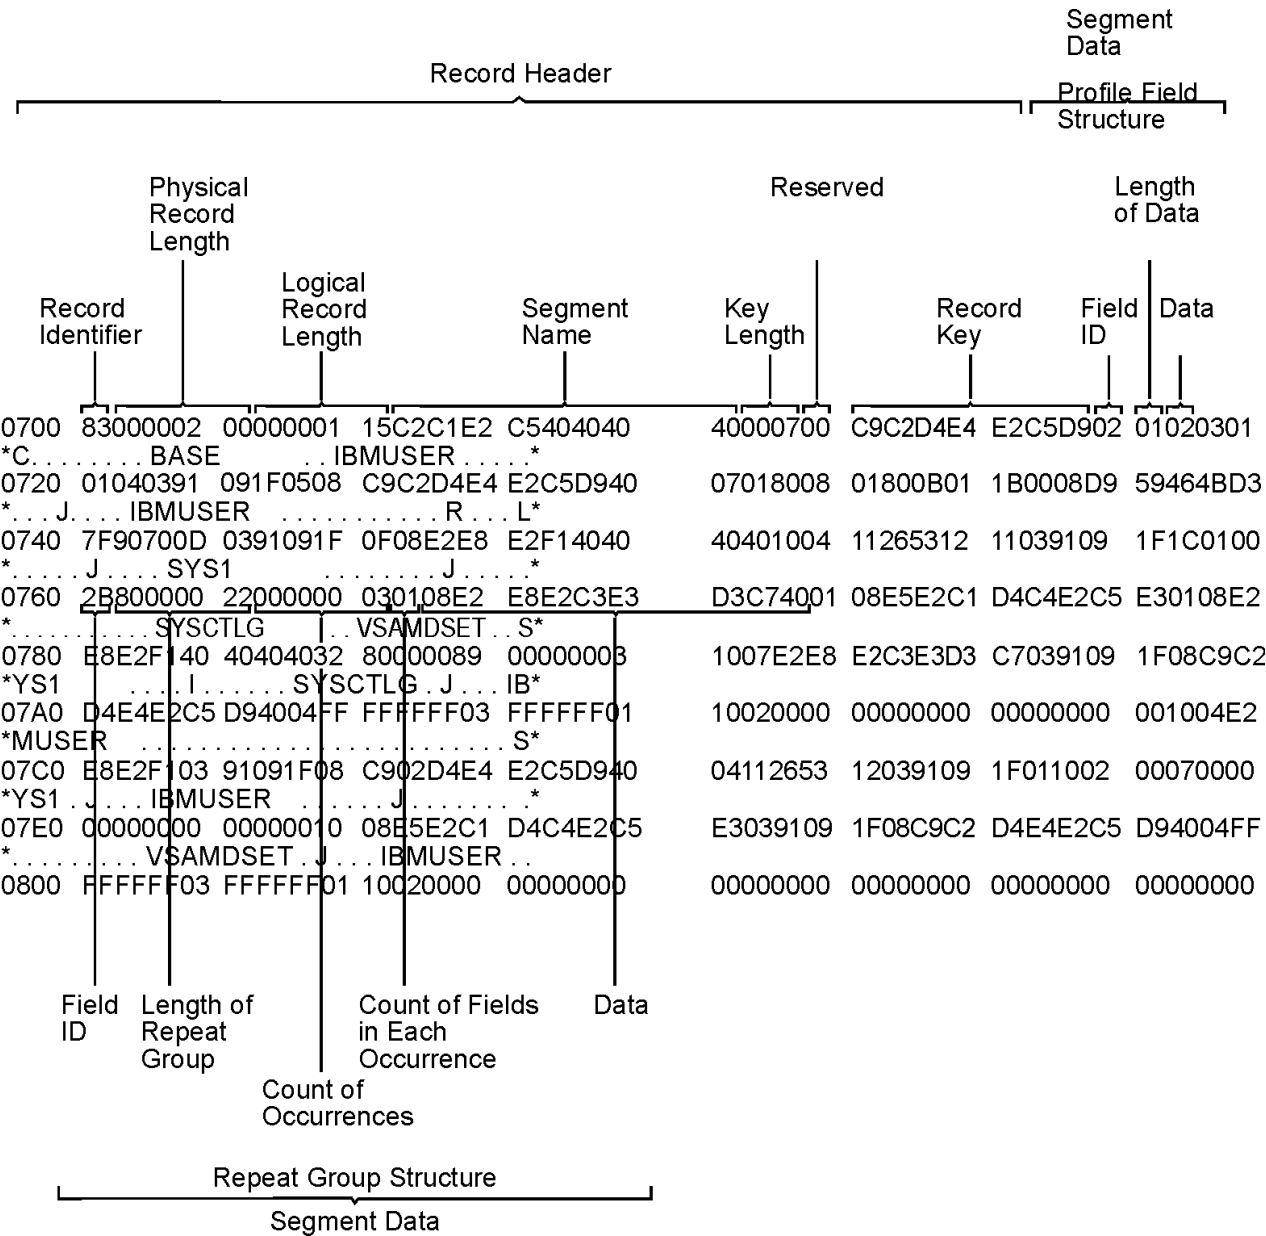 Segment
Data
Record Header
Profile Field
Structure
Physical
Record
Length
Reserved
Length
of Data
Logical
Record
Length
Record
Identifier
Segment
Name
Key
Length
Record
Key
Field
ID
Data
0700 83000002 00000001 15C2C1E2 C5404040 40000700 C9C2D4E4 E2C5D902 01020301
*C. . . . . . . . BASE . . IBMUSER . . . . . *
0720 01040391 091F0508 C9C2D4E4 E2C5D940 07018008 01800B01 1B0008D9 59464BD3
*. . . J. . . . IBMUSER . . . . . . . . . . . R . . . L*
0740 7F90700D 0391091F 0F08E2E8 E2F14040 40401004 11265312 11039109 1F1C0100
*. . . . . J . . . . SYS1 . . . . . . . . J . . . . . *
0760 2B800000 22000000 030108E2 E8E2C3E3 D3C74001 08E5E2C1 D4C4E2C5 E30108E2
*. . . . . . . . . . . SYSCTLG . . VSAMDSET . . S*
0780 E8E2F140 40404032 80000089 00000003 1007E2E8 E2C3E3D3 C7039109 1F08C9C2
*YS1 . . . . I . . . . . . SYSCTLG . J . . . IB*
07A0 D4E4E2C5 D94004FF FFFFFF03 FFFFFF01 10020000 00000000 00000000 001004E2
*MUSER . . . . . . . . . . . . . . . . . . . . . . . . . S*
07C0 E8E2F103 91091F08 C902D4E4 E2C5D940 04112653 12039109 1F011002 00070000
*YS1 . J . . . IBMUSER . . . . . . J . . . . . . . . *
07E0 00000000 00000010 08E5E2C1 D4C4E2C5 E3039109 1F08C9C2 D4E4E2C5 D94004FF
*. . . . . . . . . VSAMDSET . J . . . IBMUSER . .
0800 FFFFFF03 FFFFFF01 10020000 00000000 00000000 00000000 00000000 00000000
Field
ID
Length of
Repeat
Group
Count of Fields
in Each
Occurrence
Data
Count of
Occurrences
Repeat Group Structure
Segment Data